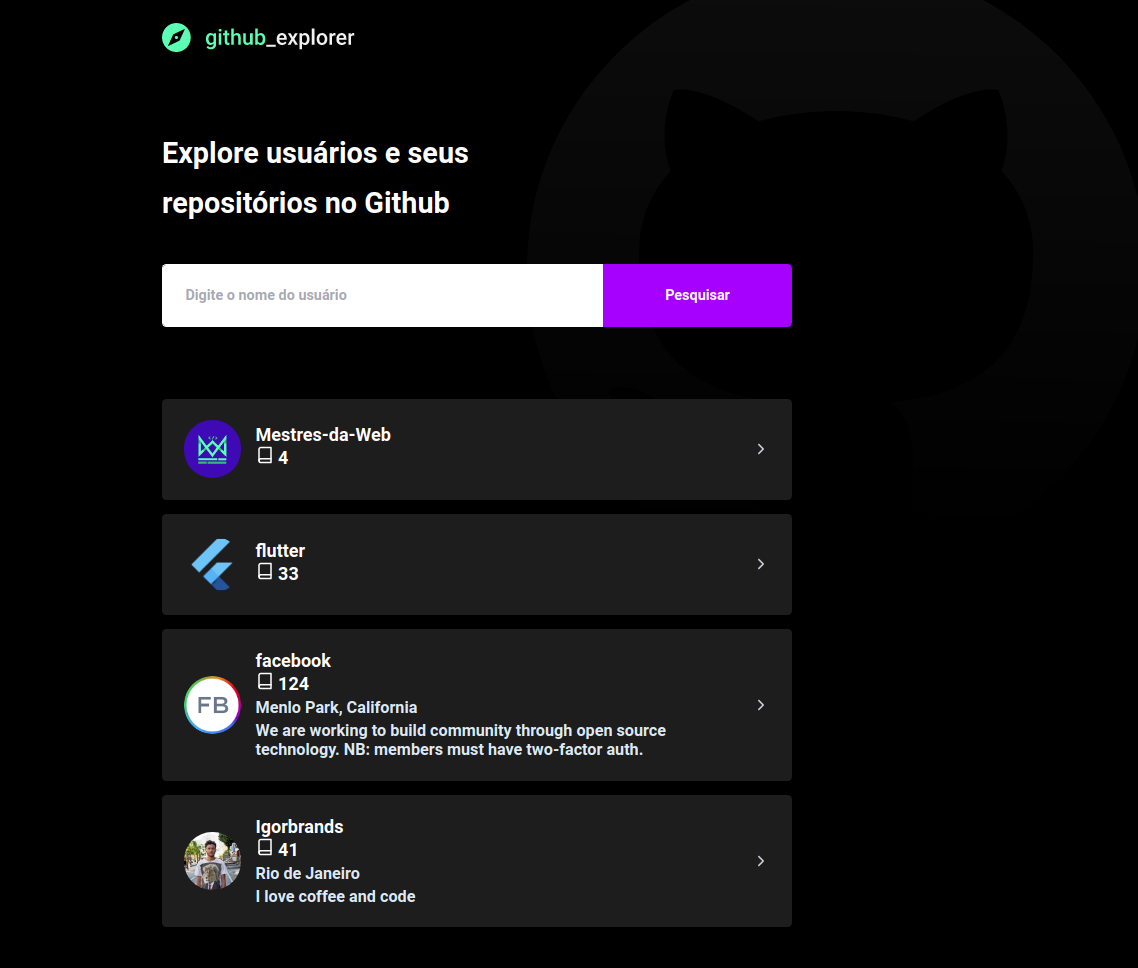 github_explorer
Explore usuários e seus
repositórios no Github
Digite o nome do usuário
Pesquisar
Mestres-da-Web
4
flutter
33
facebook
124
FB
Menlo Park, California
We are working to build community through open source
technology. NB: members must have two-factor auth.
Igorbrands
41
Rio de Janeiro
I love coffee and code